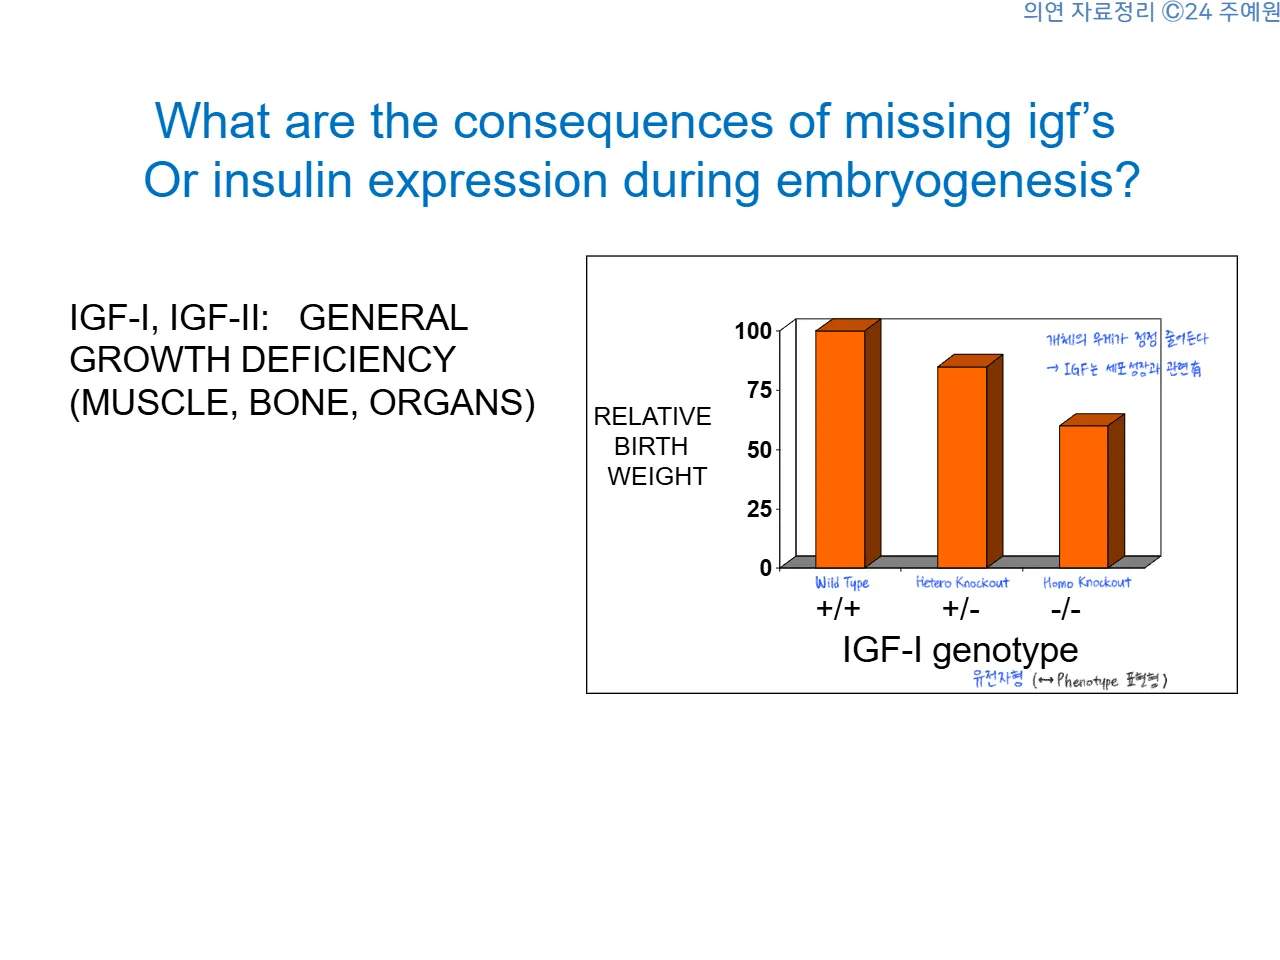 의연 자료정리 Ⓒ24 주예원
What are the consequences of missing igf’s
Or insulin expression during embryogenesis?
IGF-I, IGF-II: GENERAL
GROWTH DEFICIENCY
(MUSCLE, BONE, ORGANS)
RELATIVE
BIRTH
WEIGHT
100
75
50
25
0
개체의 무게가 점점 줄어든다
→ IGF는 세포성장과 관련有
Wild Type
Hetero Knockout
Homo Knockout
+/+
+/-
-/-
IGF-I genotype
유전자형 (↔Phenotype 표현형)